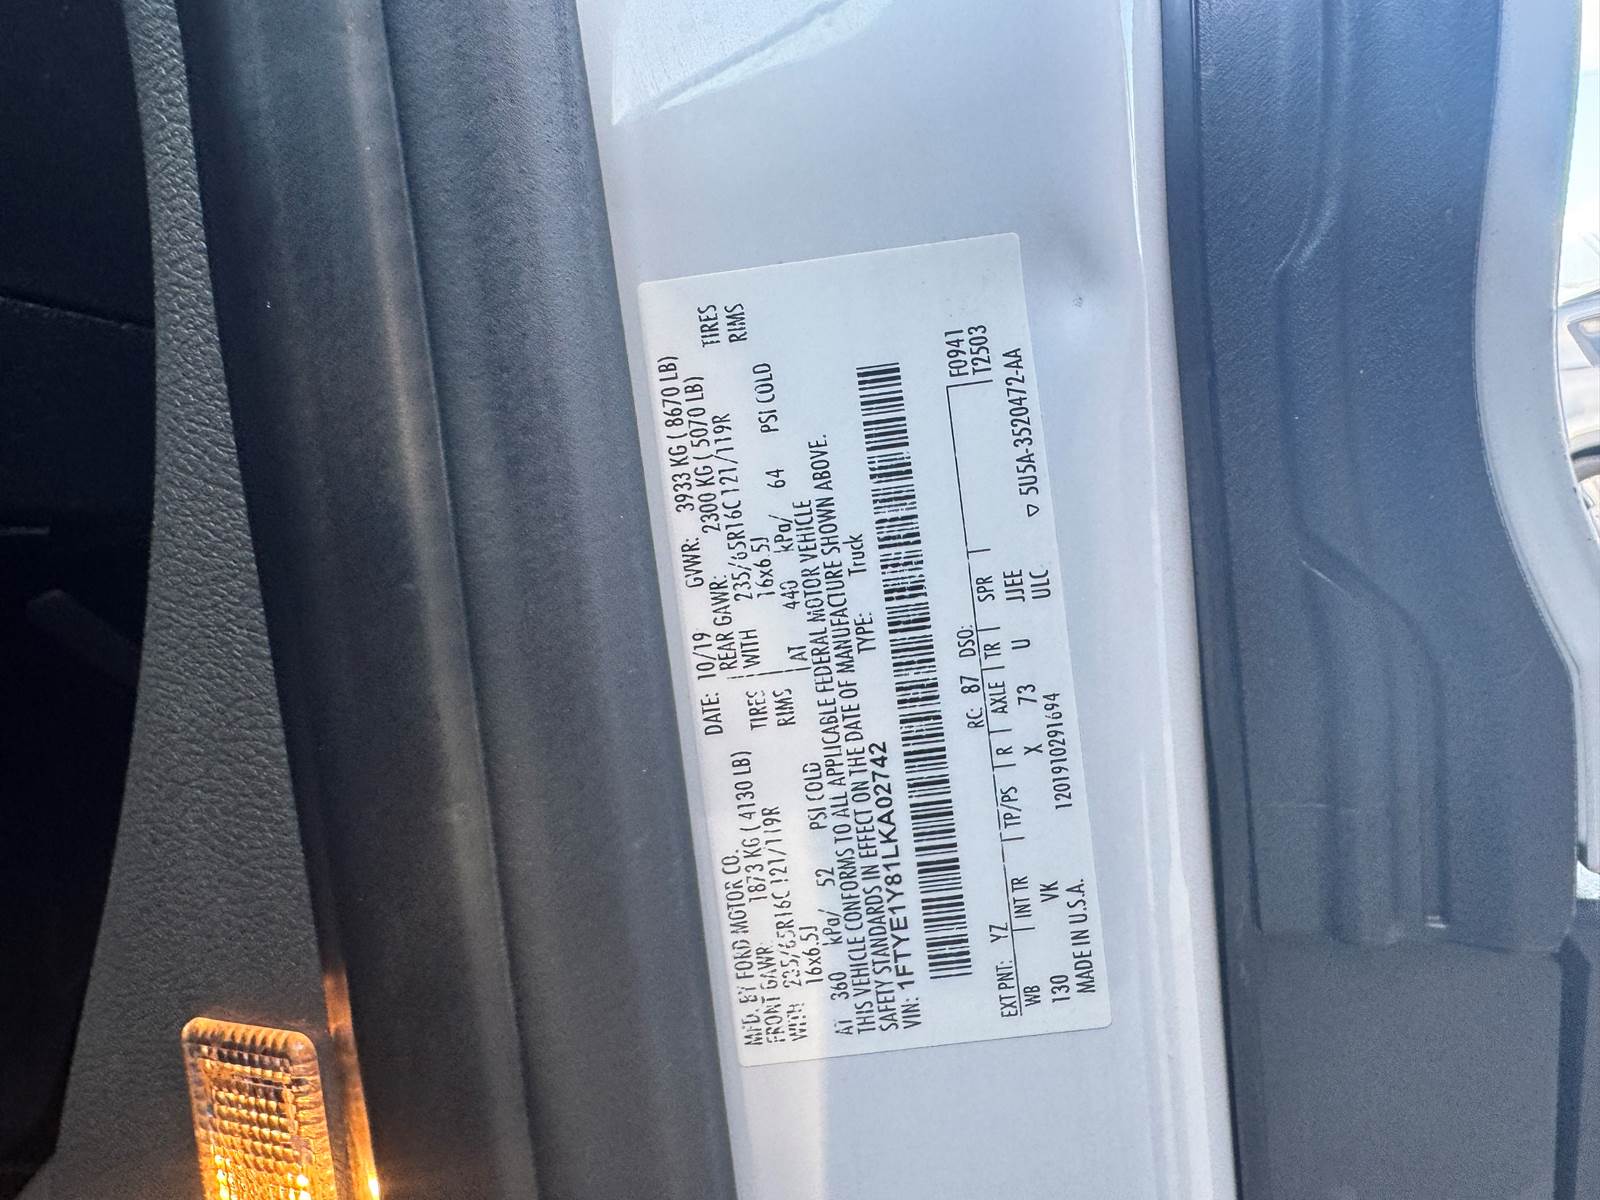 MFD. BY FORD MOTOR CO. DATE: 10/19 GVWR: 3933 KG ( 8670 LB)
FRONT GAWR: 1873 KG ( 4130 LB) REAR GAWR: 2300 KG ( 5070 LB)
WITH 235/65R16C 121/119R TIRES WITH 235/65R16C 121/119R TIRES
16x6.5J RIMS 16x6.5J RIMS
AT 360 kPa/ 52 PSI COLD AT 440 kPa/ 64 PSI COLD
THIS VEHICLE CONFORMS TO ALL APPLICABLE FEDERAL MOTOR VEHICLE
SAFETY STANDARDS IN EFFECT ON THE DATE OF MANUFACTURE SHOWN ABOVE.
VIN: 1FTYE1Y81LKA02742 TYPE: Truck
F0941
T2503
EXT PNT: YZ RC: 87 DSO:
WB INT TR TP/PS R AXLE TR SPR
130 VK X 73 U JJEE
ULC
MADE IN U.S.A. 1201910291694 ▽ 5U5A-3520472-AA